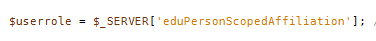 $userrole = $_SERVER['eduPersonScopedAffiliation']; /